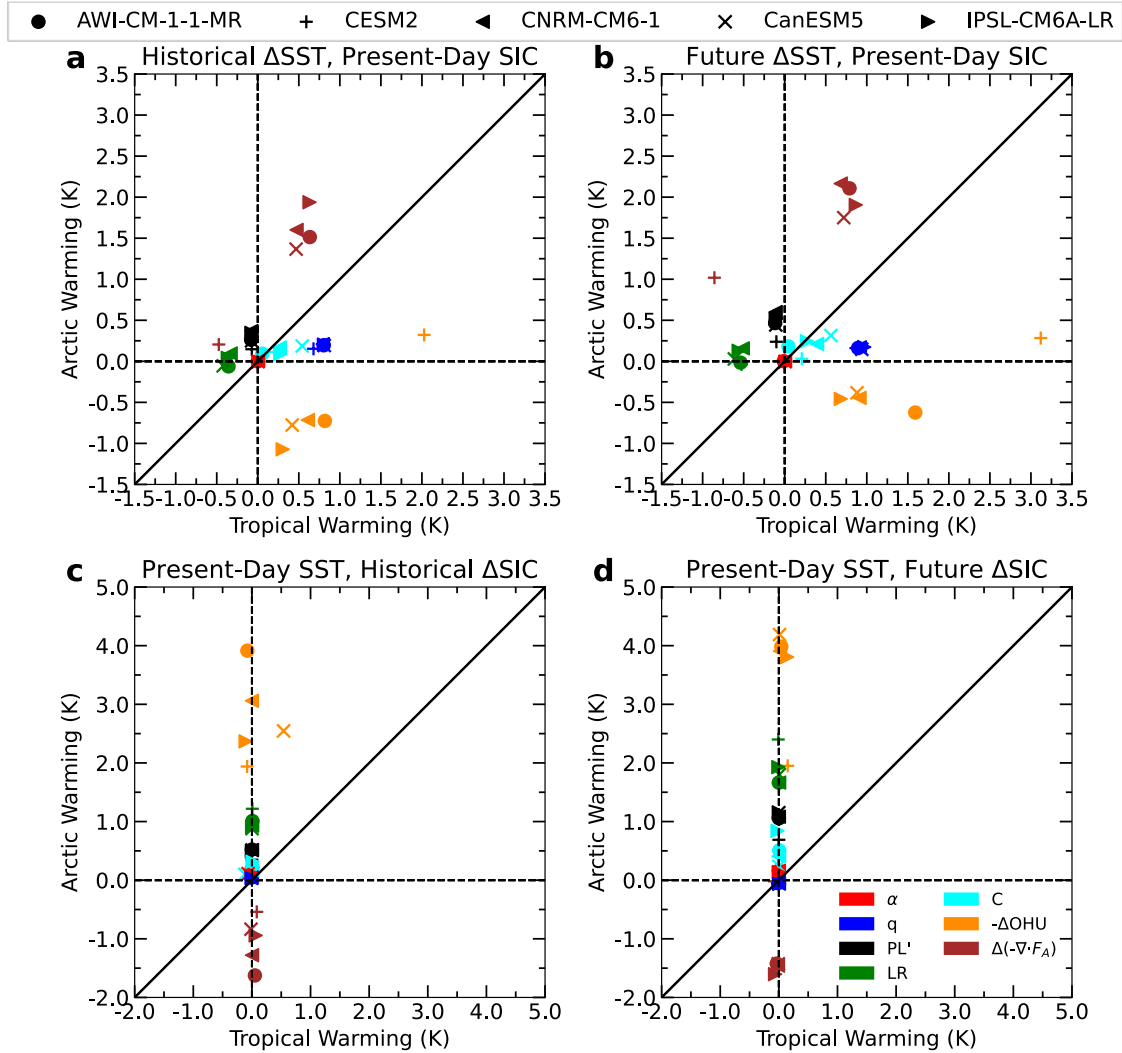 AWI-CM-1-1-MR CESM2 CNRM-CM6-1 CanESM5 IPSL-CM6A-LR
a Historical ΔSST, Present-Day SIC
3.5
3.0
2.5
2.0
1.5
1.0
0.5
0.0
-0.5
-1.0
-1.5
Arctic Warming (K)
-1.5 -1.0 -0.5 0.0 0.5 1.0 1.5 2.0 2.5 3.0 3.5
Tropical Warming (K)
b Future ΔSST, Present-Day SIC
3.5
3.0
2.5
2.0
1.5
1.0
0.5
0.0
-0.5
-1.0
-1.5
Arctic Warming (K)
-1.5 -1.0 -0.5 0.0 0.5 1.0 1.5 2.0 2.5 3.0 3.5
Tropical Warming (K)
c Present-Day SST, Historical ΔSIC
5.0
4.0
3.0
2.0
1.0
0.0
-1.0
-2.0
Arctic Warming (K)
-2.0 -1.0 0.0 1.0 2.0 3.0 4.0 5.0
Tropical Warming (K)
d Present-Day SST, Future ΔSIC
5.0
4.0
3.0
2.0
1.0
0.0
-1.0
-2.0
Arctic Warming (K)
-2.0 -1.0 0.0 1.0 2.0 3.0 4.0 5.0
Tropical Warming (K)
α
q
PL'
LR
C
-ΔOHU
Δ(-∇·F_A)